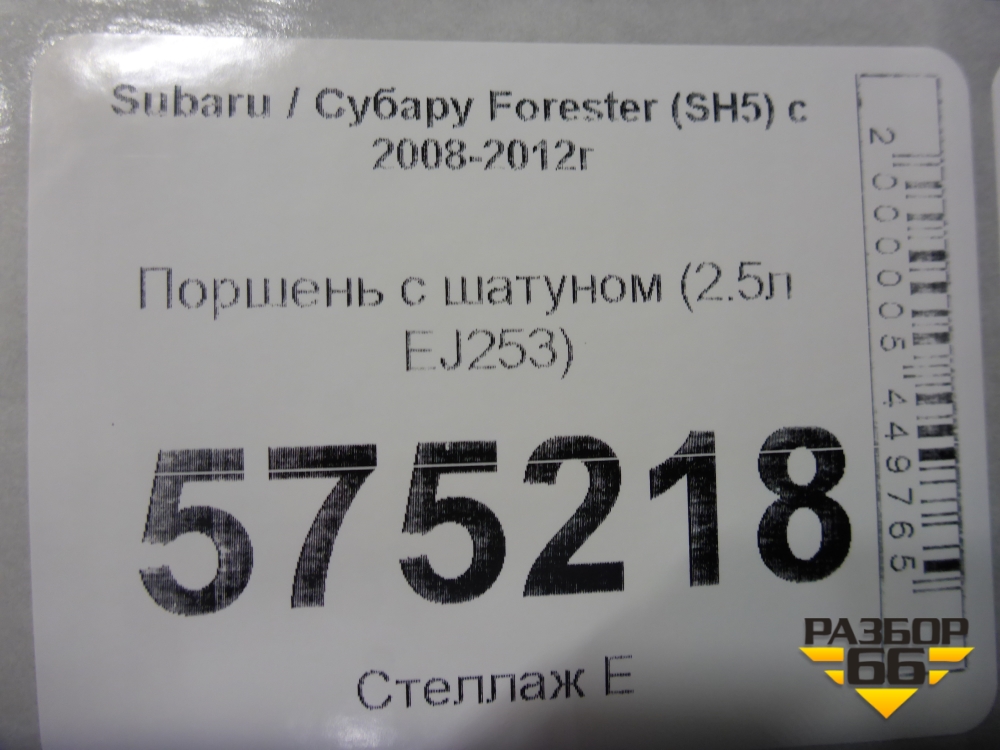 Subaru / Субару Forester (SH5) с
2008-2012г
Поршень с шатуном (2.5л
EJ253)
575218
Стеллаж Е
2000005449765
РАЗБОР
66